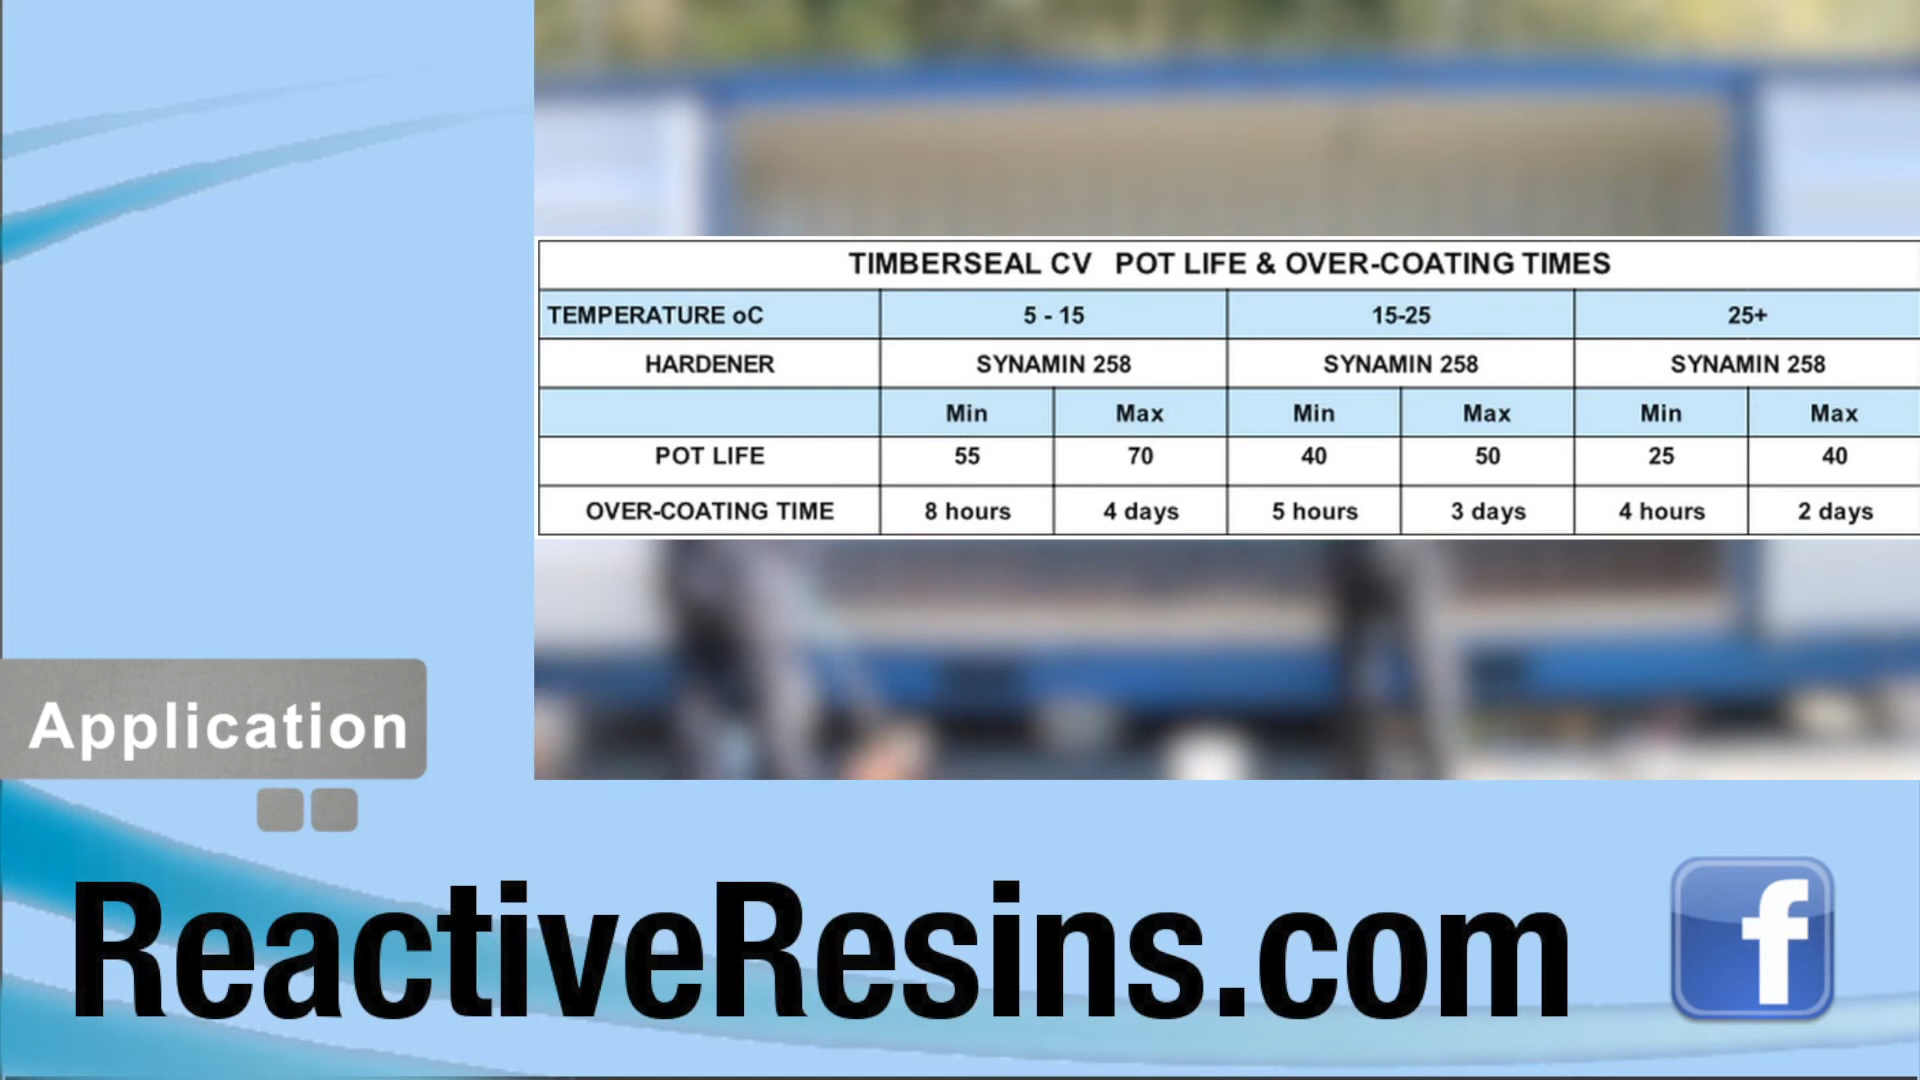 TIMBERSEAL CV POT LIFE & OVER-COATING TIMES
TEMPERATURE oC 5 - 15 15-25 25+
HARDENER SYNAMIN 258 SYNAMIN 258 SYNAMIN 258
Min Max Min Max Min Max
POT LIFE 55 70 40 50 25 40
OVER-COATING TIME 8 hours 4 days 5 hours 3 days 4 hours 2 days
Application
ReactiveResins.com
f